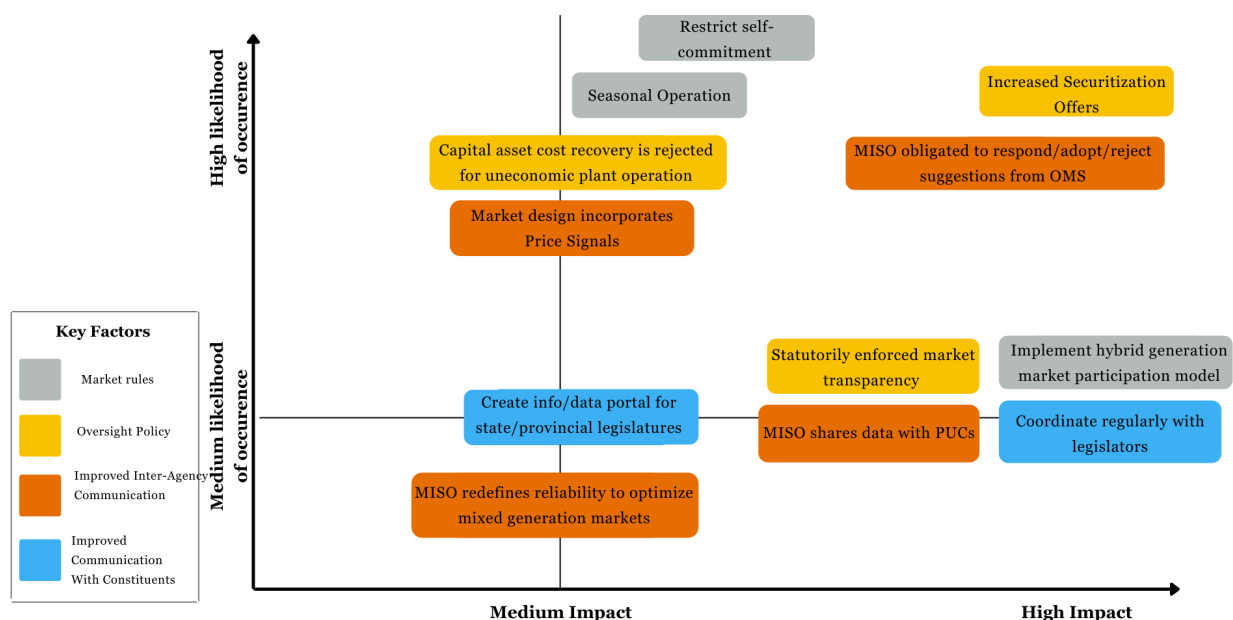 Restrict self-
commitment
Increased Securitization
Offers
Seasonal Operation
High likelihood
of occurence
Capital asset cost recovery is rejected
for uneconomic plant operation
MISO obligated to respond/adopt/reject
suggestions from OMS
Market design incorporates
Price Signals
Key Factors
Market rules
Oversight Policy
Improved Inter-Agency
Communication
Improved
Communication
With Constituents
Medium likelihood
of occurence
Statutorily enforced market
transparency
Implement hybrid generation
market participation model
Create info/data portal for
state/provincial legislatures
MISO shares data with PUCs
Coordinate regularly with
legislators
MISO redefines reliability to optimize
mixed generation markets
Medium Impact
High Impact